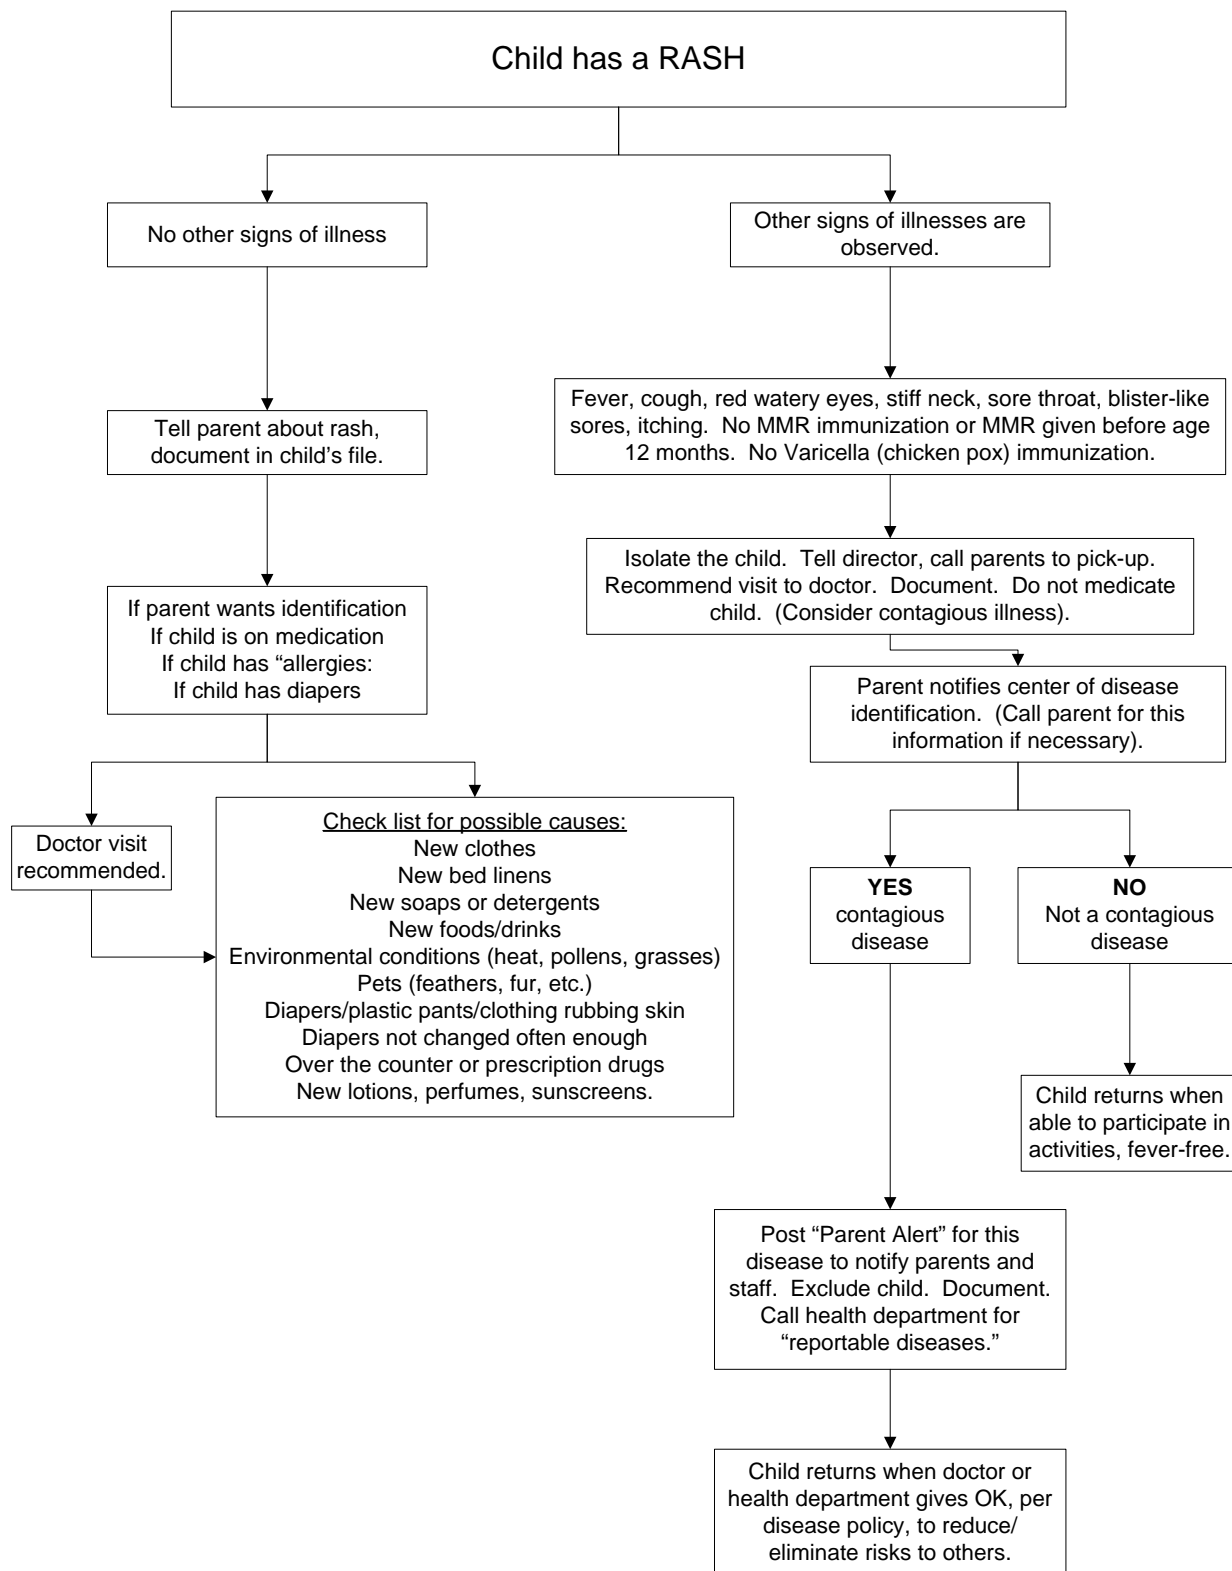 Child has a RASH
No other signs of illness
Other signs of illnesses are
observed.
Tell parent about rash,
document in child’s file.
Fever, cough, red watery eyes, stiff neck, sore throat, blister-like
sores, itching.  No MMR immunization or MMR given before age
12 months.  No Varicella (chicken pox) immunization.
Isolate the child.  Tell director, call parents to pick-up.
Recommend visit to doctor.  Document.  Do not medicate
child.  (Consider contagious illness).
If parent wants identification
If child is on medication
If child has “allergies:
If child has diapers
Parent notifies center of disease
identification.  (Call parent for this
information if necessary).
Doctor visit
recommended.
Check list for possible causes:
New clothes
New bed linens
New soaps or detergents
New foods/drinks
Environmental conditions (heat, pollens, grasses)
Pets (feathers, fur, etc.)
Diapers/plastic pants/clothing rubbing skin
Diapers not changed often enough
Over the counter or prescription drugs
New lotions, perfumes, sunscreens.
YES
contagious
disease
NO
Not a contagious
disease
Child returns when
able to participate in
activities, fever-free.
Post “Parent Alert” for this
disease to notify parents and
staff.  Exclude child.  Document.
Call health department for
“reportable diseases.”
Child returns when doctor or
health department gives OK, per
disease policy, to reduce/
eliminate risks to others.